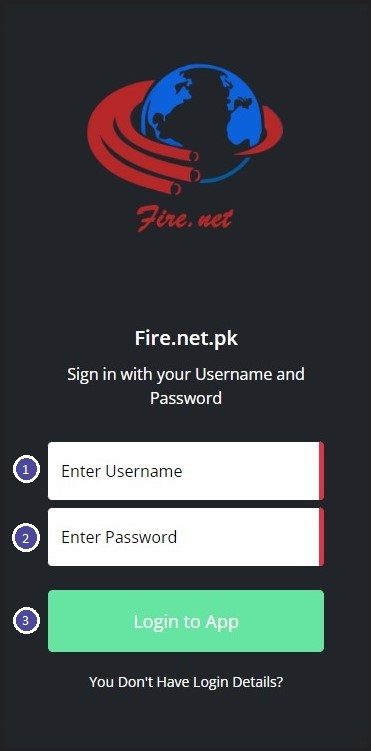 Fire.net
Fire.net.pk
Sign in with your Username and
Password
1 Enter Username
2 Enter Password
3 Login to App
You Don't Have Login Details?